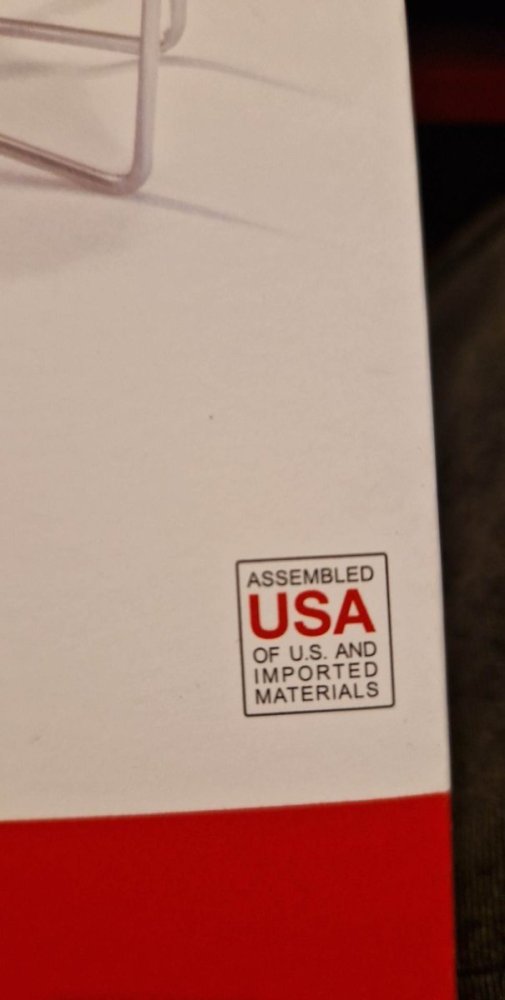 ASSEMBLED
USA
OF U.S. AND
IMPORTED
MATERIALS